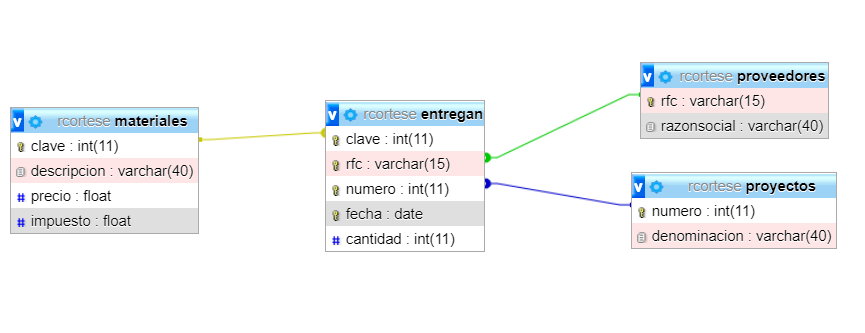 rcortese materiales
clave : int(11)
descripcion : varchar(40)
precio : float
impuesto : float
rcortese entregan
clave : int(11)
rfc : varchar(15)
numero : int(11)
fecha : date
cantidad : int(11)
rcortese proveedores
rfc : varchar(15)
razonsocial : varchar(40)
rcortese proyectos
numero : int(11)
denominacion : varchar(40)